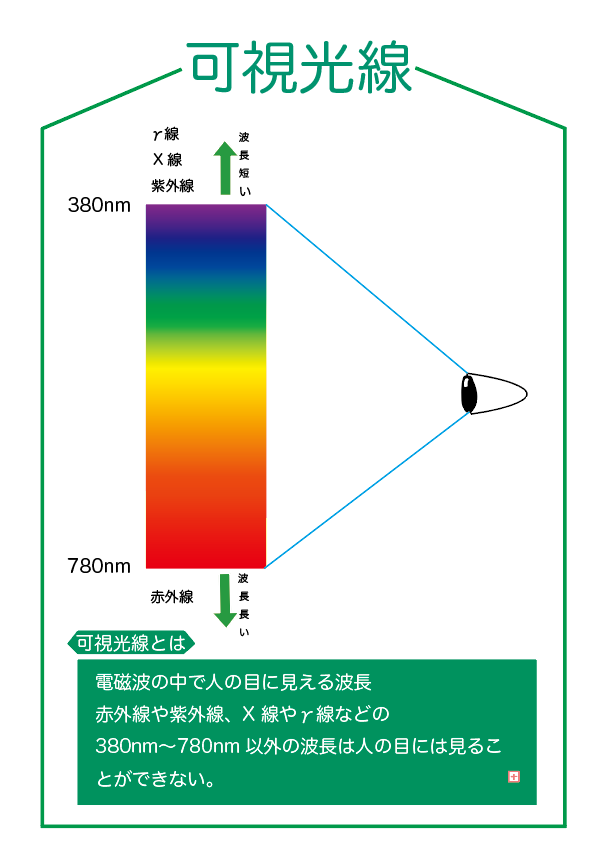 可視光線
γ線
X線
紫外線
波長短い
380nm
780nm
赤外線
波長長い
可視光線とは
電磁波の中で人の目に見える波長
赤外線や紫外線、X線やγ線などの
380nm〜780nm以外の波長は人の目には見るこ
とができない。